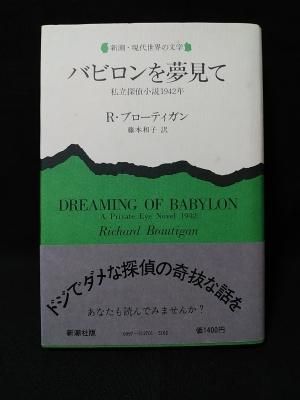 新潮・現代世界の文学
バビロンを夢見て
私立探偵小説1942年
R・ブローティガン
藤本和子 訳
DREAMING OF BABYLON
A Private Eye Novel 1942
Richard Brautigan
ドジでダメな探偵の奇抜な話を
あなたも読んでみませんか?
新潮社版
価1400円